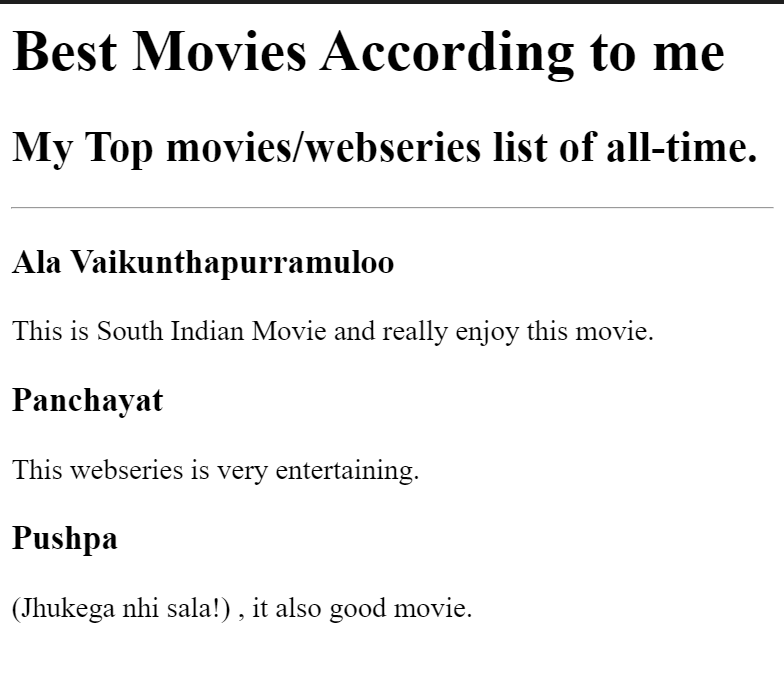 Best Movies According to me
My Top movies/webseries list of all-time.
Ala Vaikunthapurramuloo
This is South Indian Movie and really enjoy this movie.
Panchayat
This webseries is very entertaining.
Pushpa
(Jhukega nhi sala!) , it also good movie.